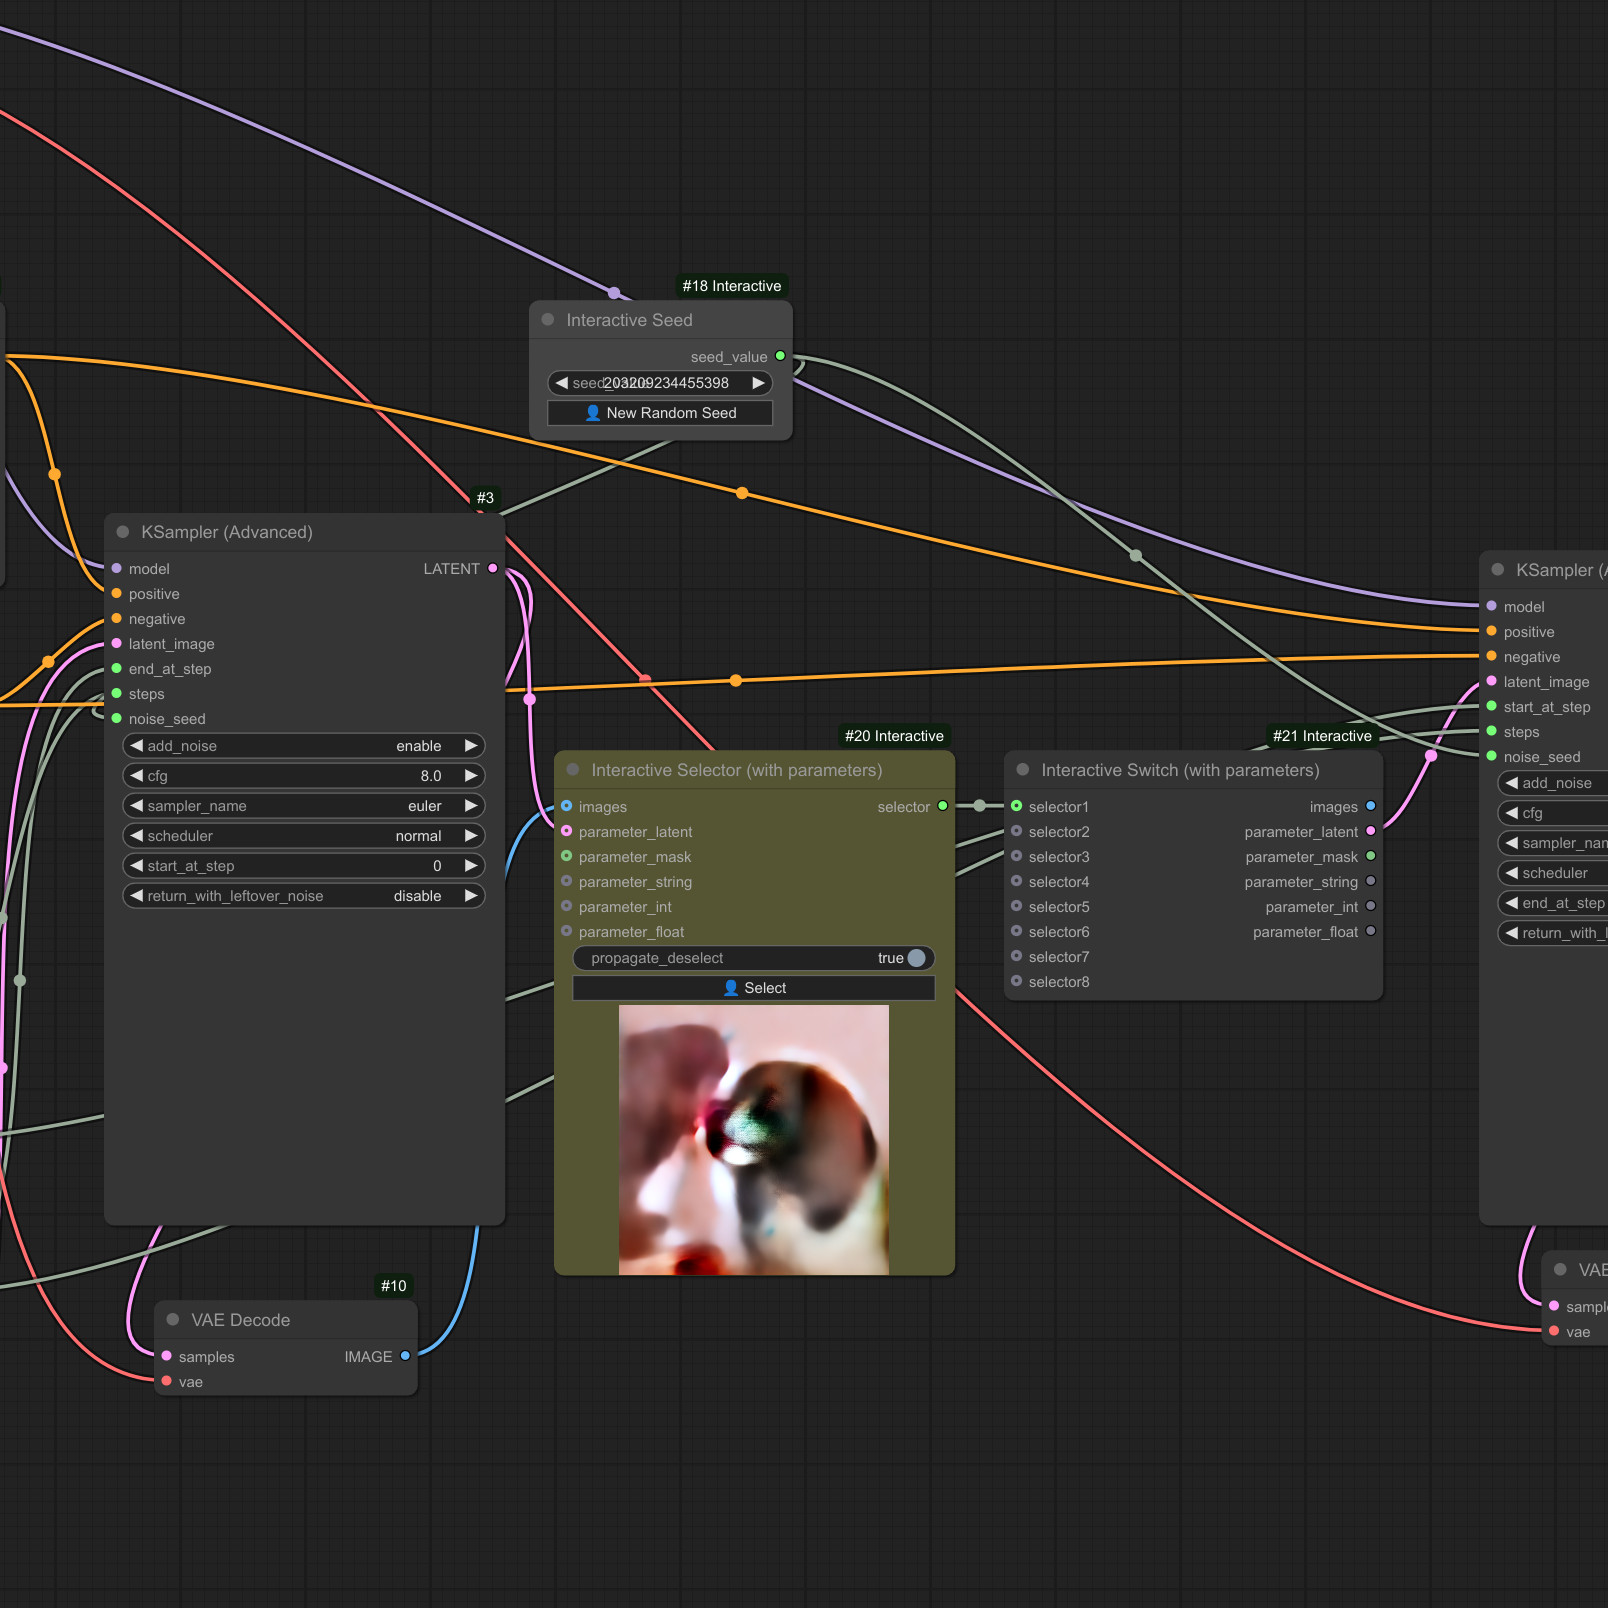 #18 Interactive
Interactive Seed
seed_value
203209234455398
👤 New Random Seed
#3
KSampler (Advanced)
model LATENT
positive
negative
latent_image
end_at_step
steps
noise_seed
add_noise enable
cfg 8.0
sampler_name euler
scheduler normal
start_at_step 0
return_with_leftover_noise disable
#20 Interactive
Interactive Selector (with parameters)
images selector
parameter_latent
parameter_mask
parameter_string
parameter_int
parameter_float
propagate_deselect true
👤 Select
#21 Interactive
Interactive Switch (with parameters)
selector1 images
selector2 parameter_latent
selector3 parameter_mask
selector4 parameter_string
selector5 parameter_int
selector6 parameter_float
selector7
selector8
KSampler (
model
positive
negative
latent_image
start_at_step
steps
noise_seed
add_noise
cfg
sampler_nam
scheduler
end_at_step
return_with_l
#10
VAE Decode
samples IMAGE
vae
VAE
sampl
vae